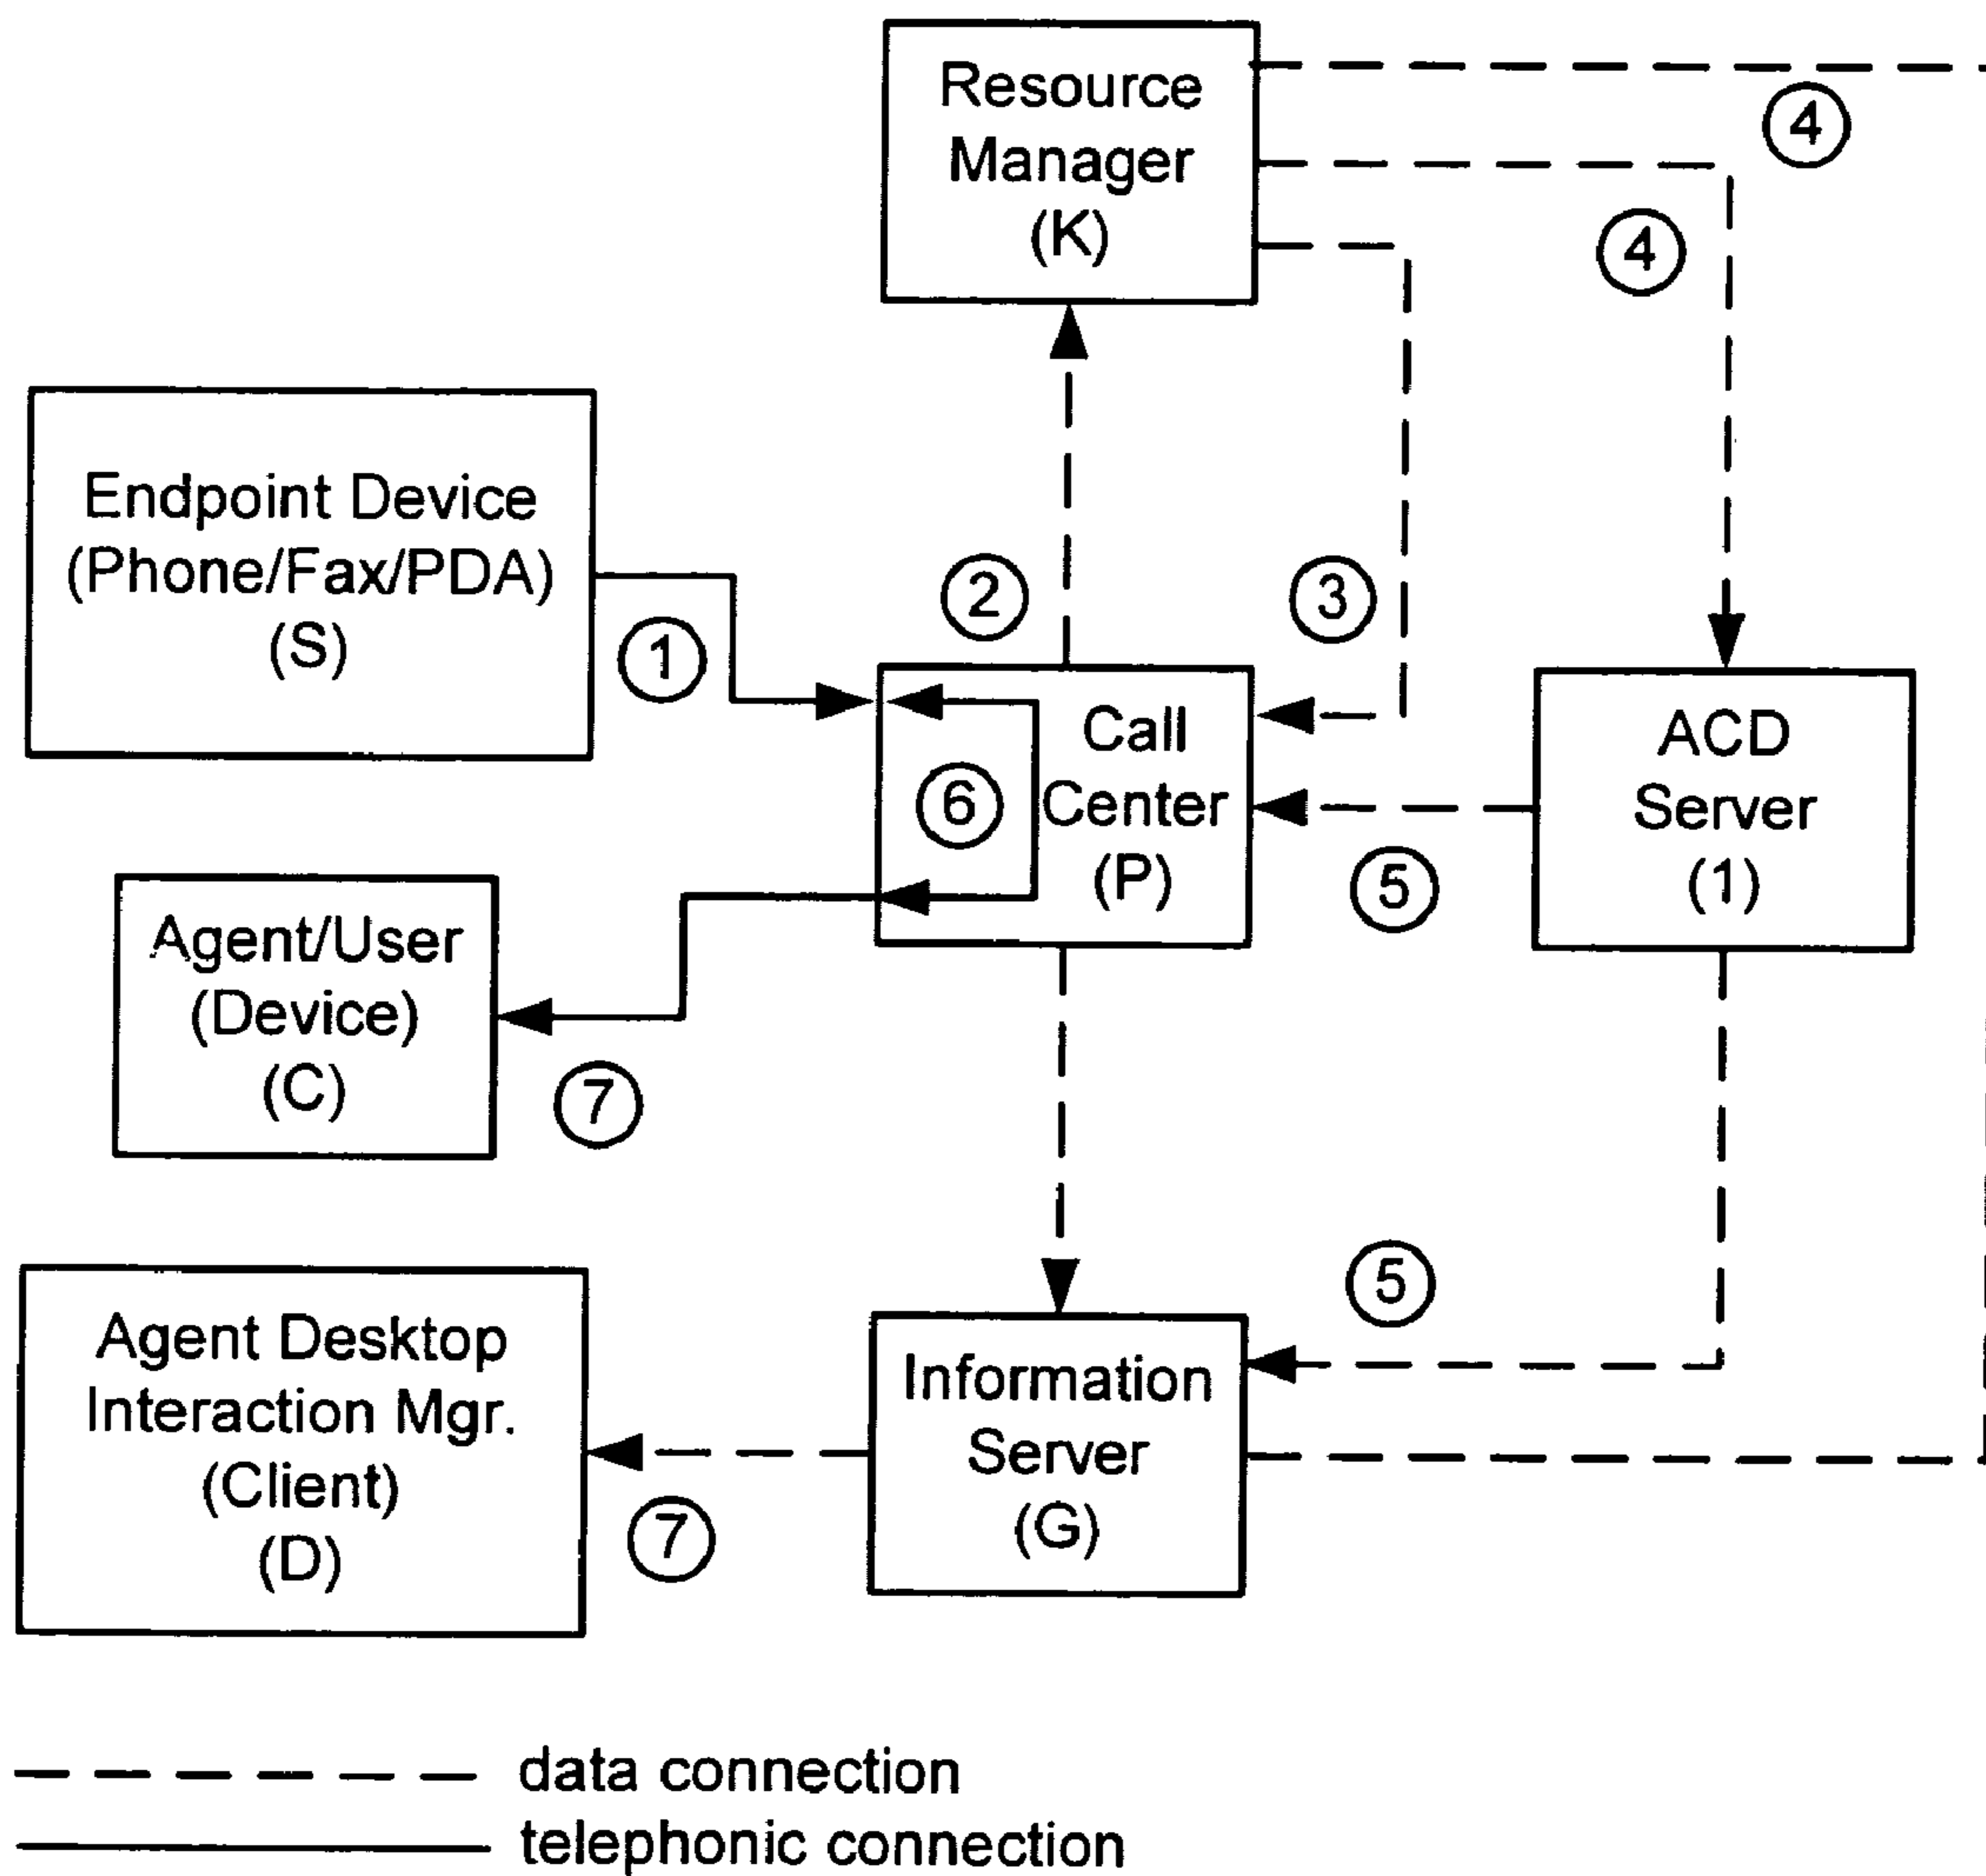 Resource
Manager
(K)
4
4
Endpoint Device
(Phone/Fax/PDA)
(S)
1
2
3
Call
Center
(P)
6
ACD
Server
(1)
5
Agent/User
(Device)
(C)
7
5
Agent Desktop
Interaction Mgr.
(Client)
(D)
7
Information
Server
(G)
data connection
telephonic connection